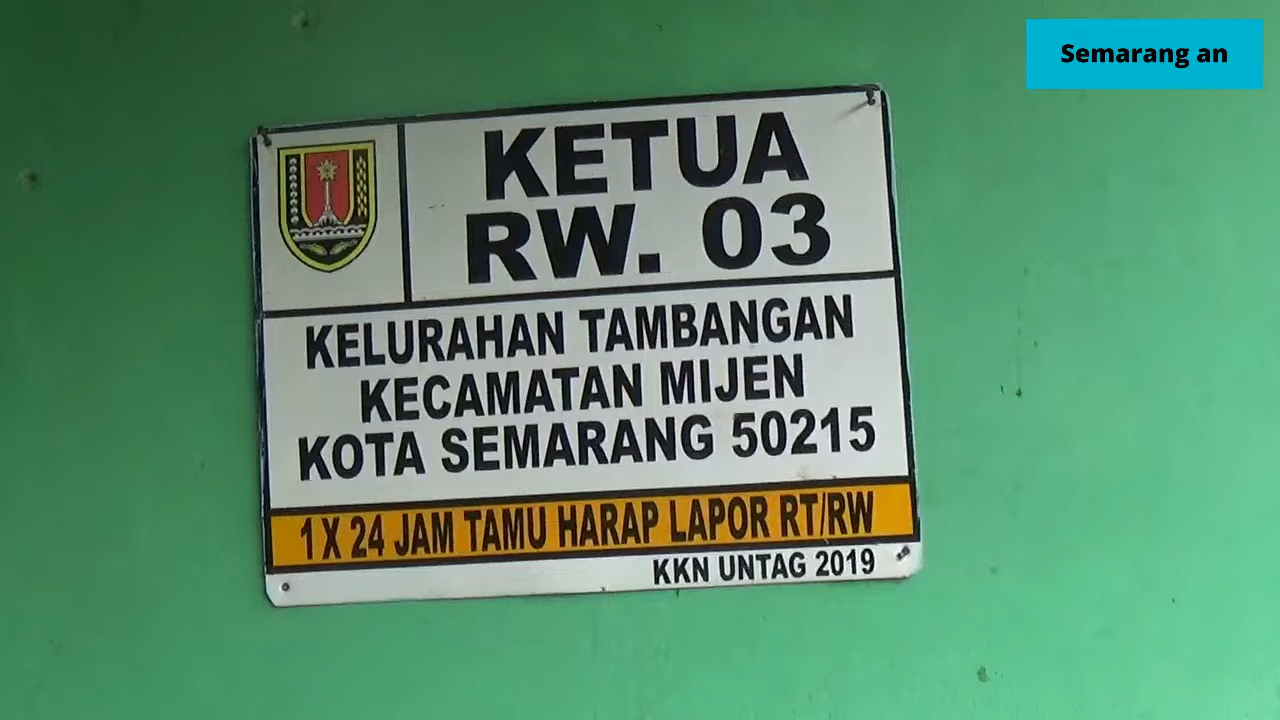 Semarang an
KETUA
RW. 03
KELURAHAN TAMBANGAN
KECAMATAN MIJEN
KOTA SEMARANG 50215
1 X 24 JAM TAMU HARAP LAPOR RT/RW
KKN UNTAG 2019